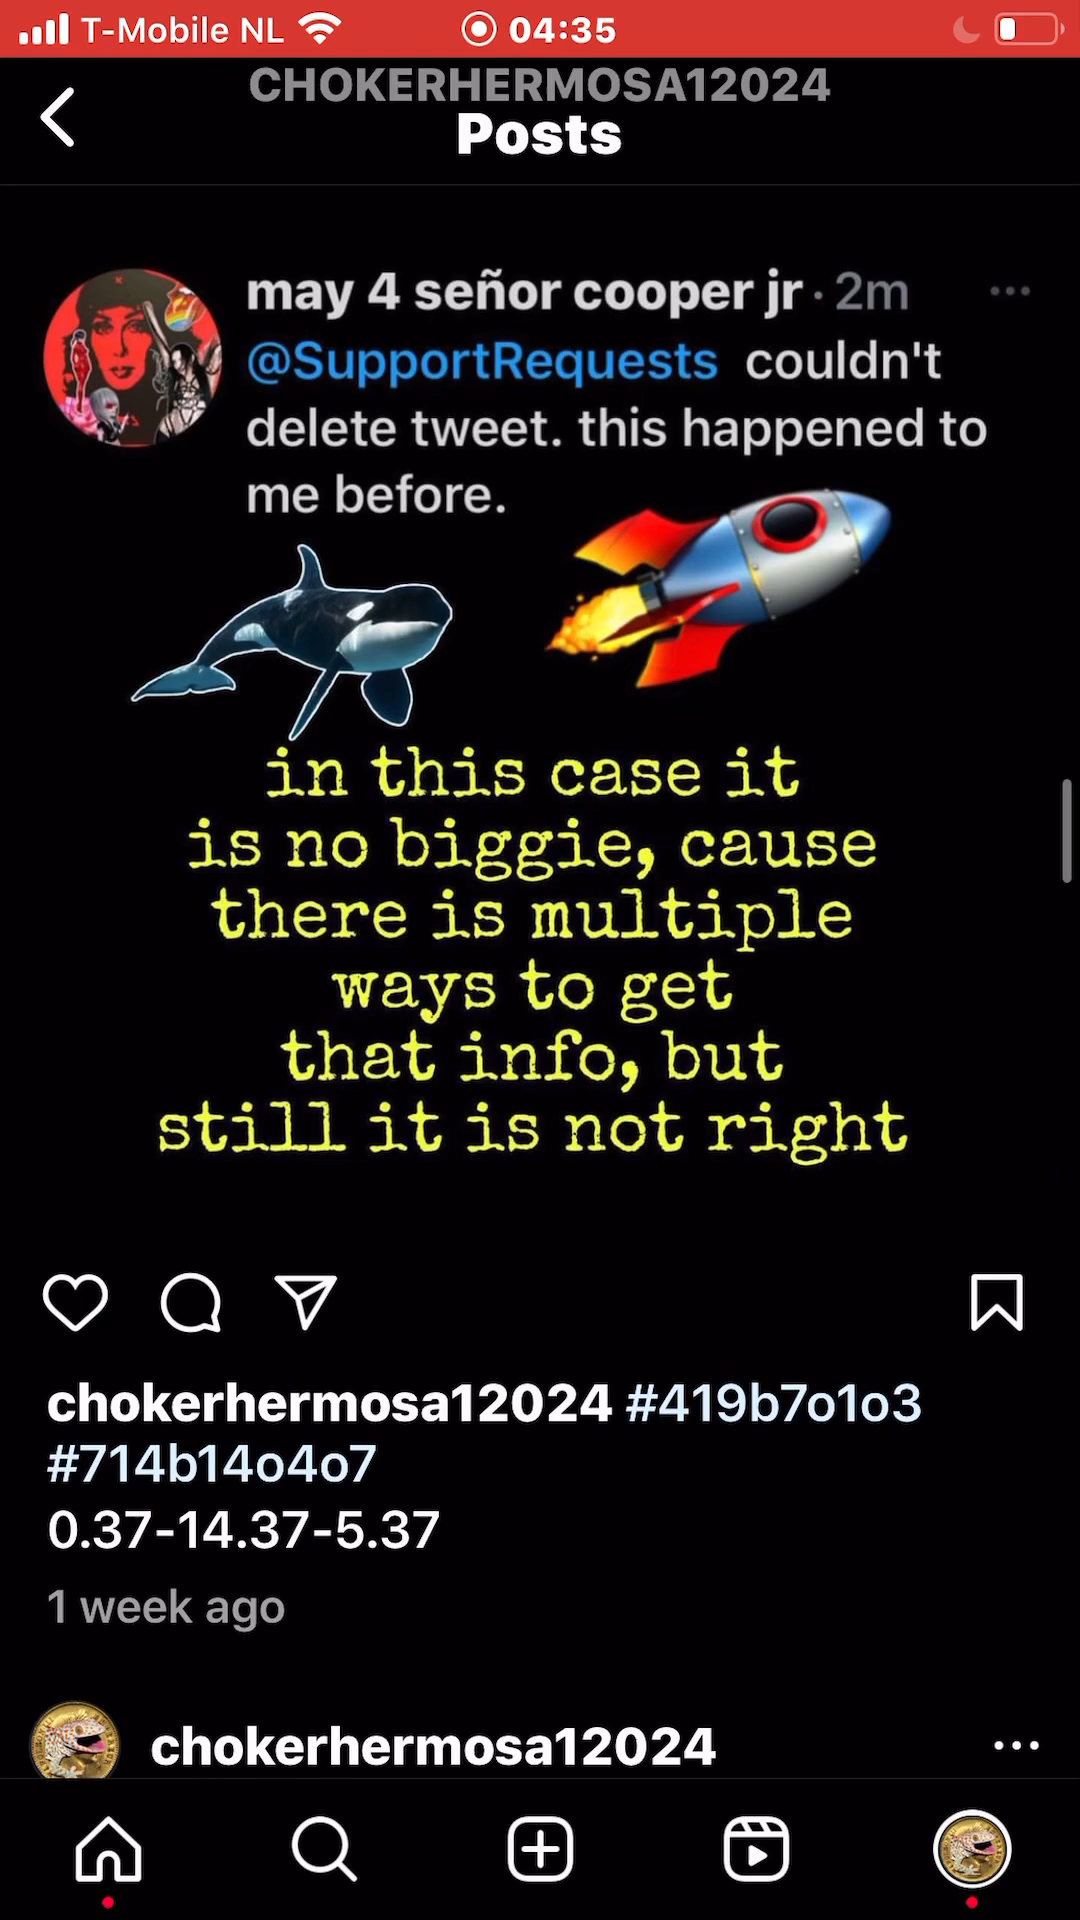 T-Mobile NL 04:35
CHOKERHERMOSA12024
Posts
may 4 señor cooper jr · 2m
@SupportRequests couldn't
delete tweet. this happened to
me before.
in this case it
is no biggie, cause
there is multiple
ways to get
that info, but
still it is not right
chokerhermosa12024 #419b7o1o3
#714b14o4o7
0.37-14.37-5.37
1 week ago
chokerhermosa12024